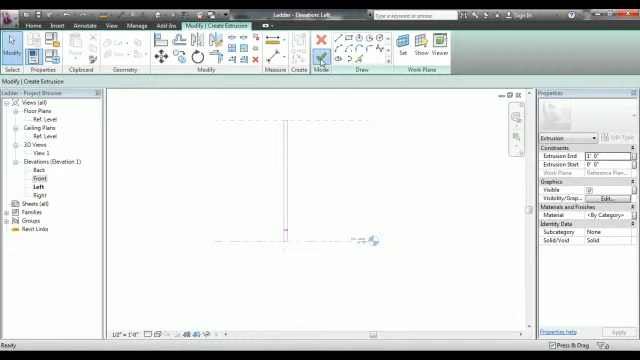 Ladder - Elevation: Left
Type a keyword or phrase
Sign In
Home
Insert
Annotate
View
Manage
Add-Ins
Modify | Create Extrusion
Modify
Select
Properties
Clipboard
Geometry
Modify
Measure
Create
Mode
Draw
Set
Show
Viewer
Work Plane
Modify | Create Extrusion
Ladder - Project Browser
Views (all)
Floor Plans
Ref. Level
Ceiling Plans
Ref. Level
3D Views
View 1
Elevations (Elevation 1)
Back
Front
Left
Right
Sheets (all)
Families
Groups
Revit Links
Properties
Extrusion
Edit Type
Constraints
Extrusion End
1' 0"
Extrusion Start
0' 0"
Work Plane
Reference Plane...
Graphics
Visible
Visibility/Grap...
Edit...
Materials and Finishes
Material
<By Category>
Identity Data
Subcategory
None
Solid/Void
Solid
Properties help
Apply
1/2" = 1'-0"
Ready
Press & Drag
:0